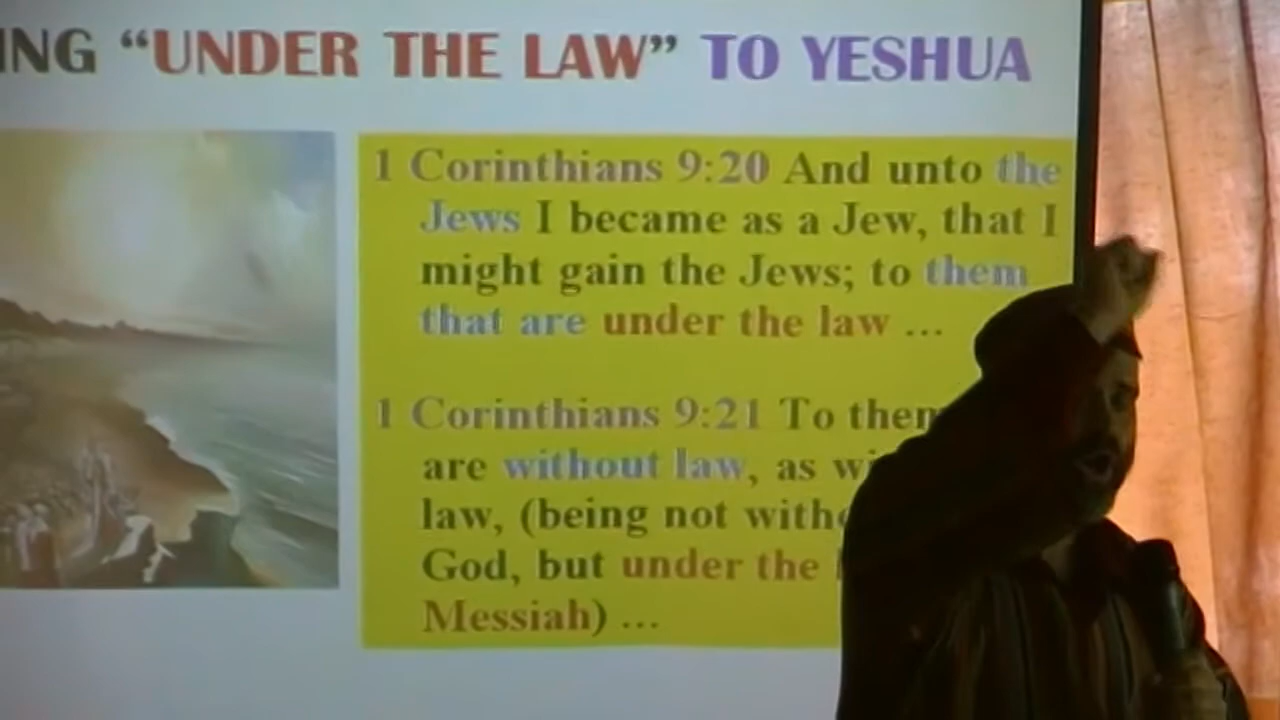 ING “UNDER THE LAW” TO YESHUA
1 Corinthians 9:20 And unto the
Jews I became as a Jew, that I
might gain the Jews; to them
that are under the law ...
1 Corinthians 9:21 To them
are without law, as wi
law, (being not witho
God, but under the
Messiah) ...